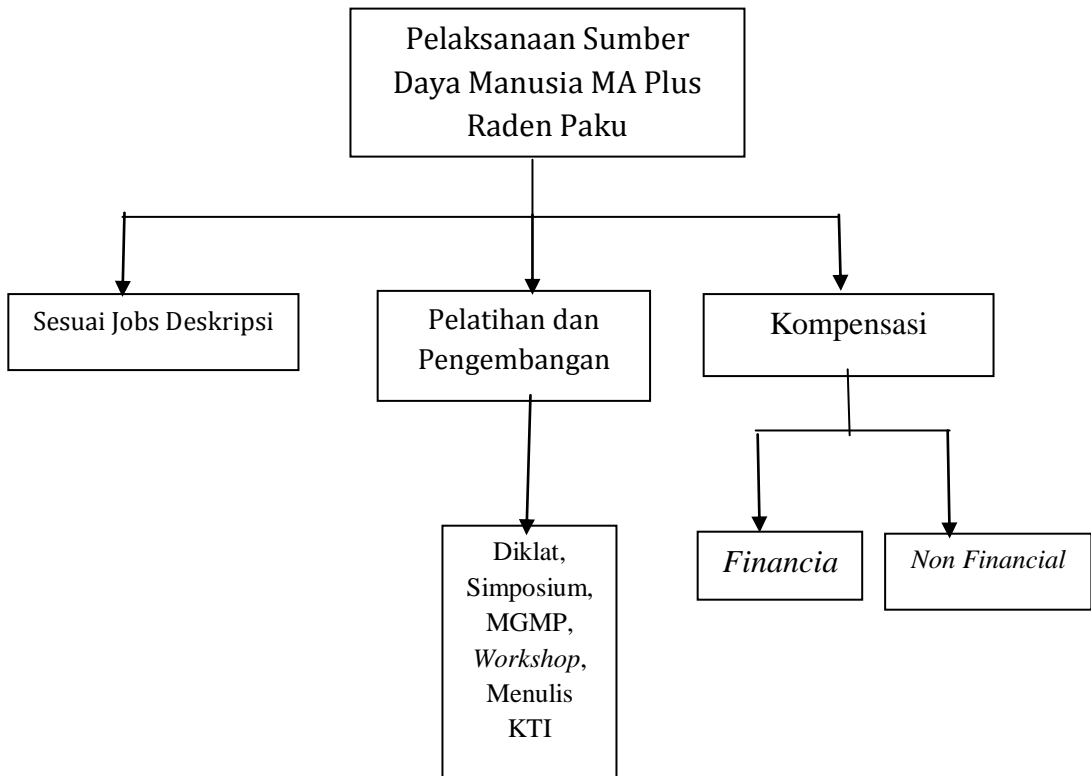 Pelaksanaan Sumber
Daya Manusia MA Plus
Raden Paku
Sesuai Jobs Deskripsi
Pelatihan dan
Pengembangan
Kompensasi
Diklat,
Simposium,
MGMP,
Workshop,
Menulis
KTI
Financia
Non Financial